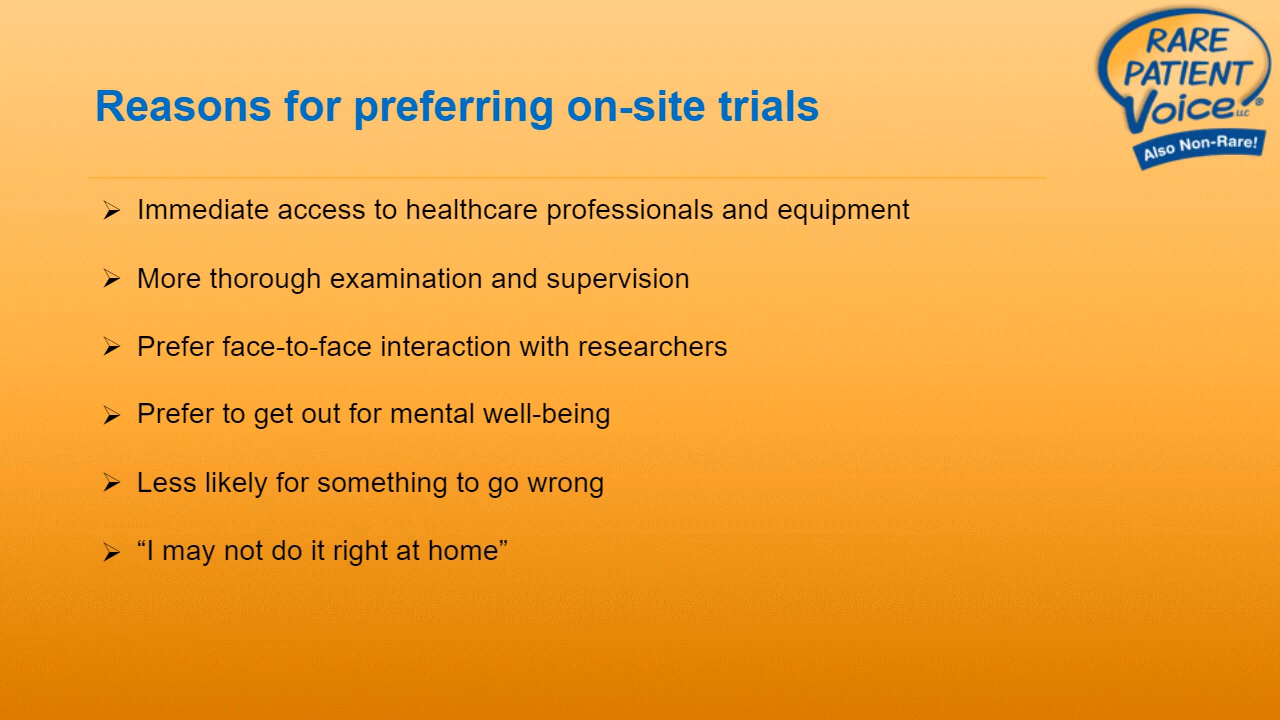 RARE
PATIENT
Voice LLC ®
Also Non-Rare!
Reasons for preferring on-site trials
Immediate access to healthcare professionals and equipment
More thorough examination and supervision
Prefer face-to-face interaction with researchers
Prefer to get out for mental well-being
Less likely for something to go wrong
“I may not do it right at home”